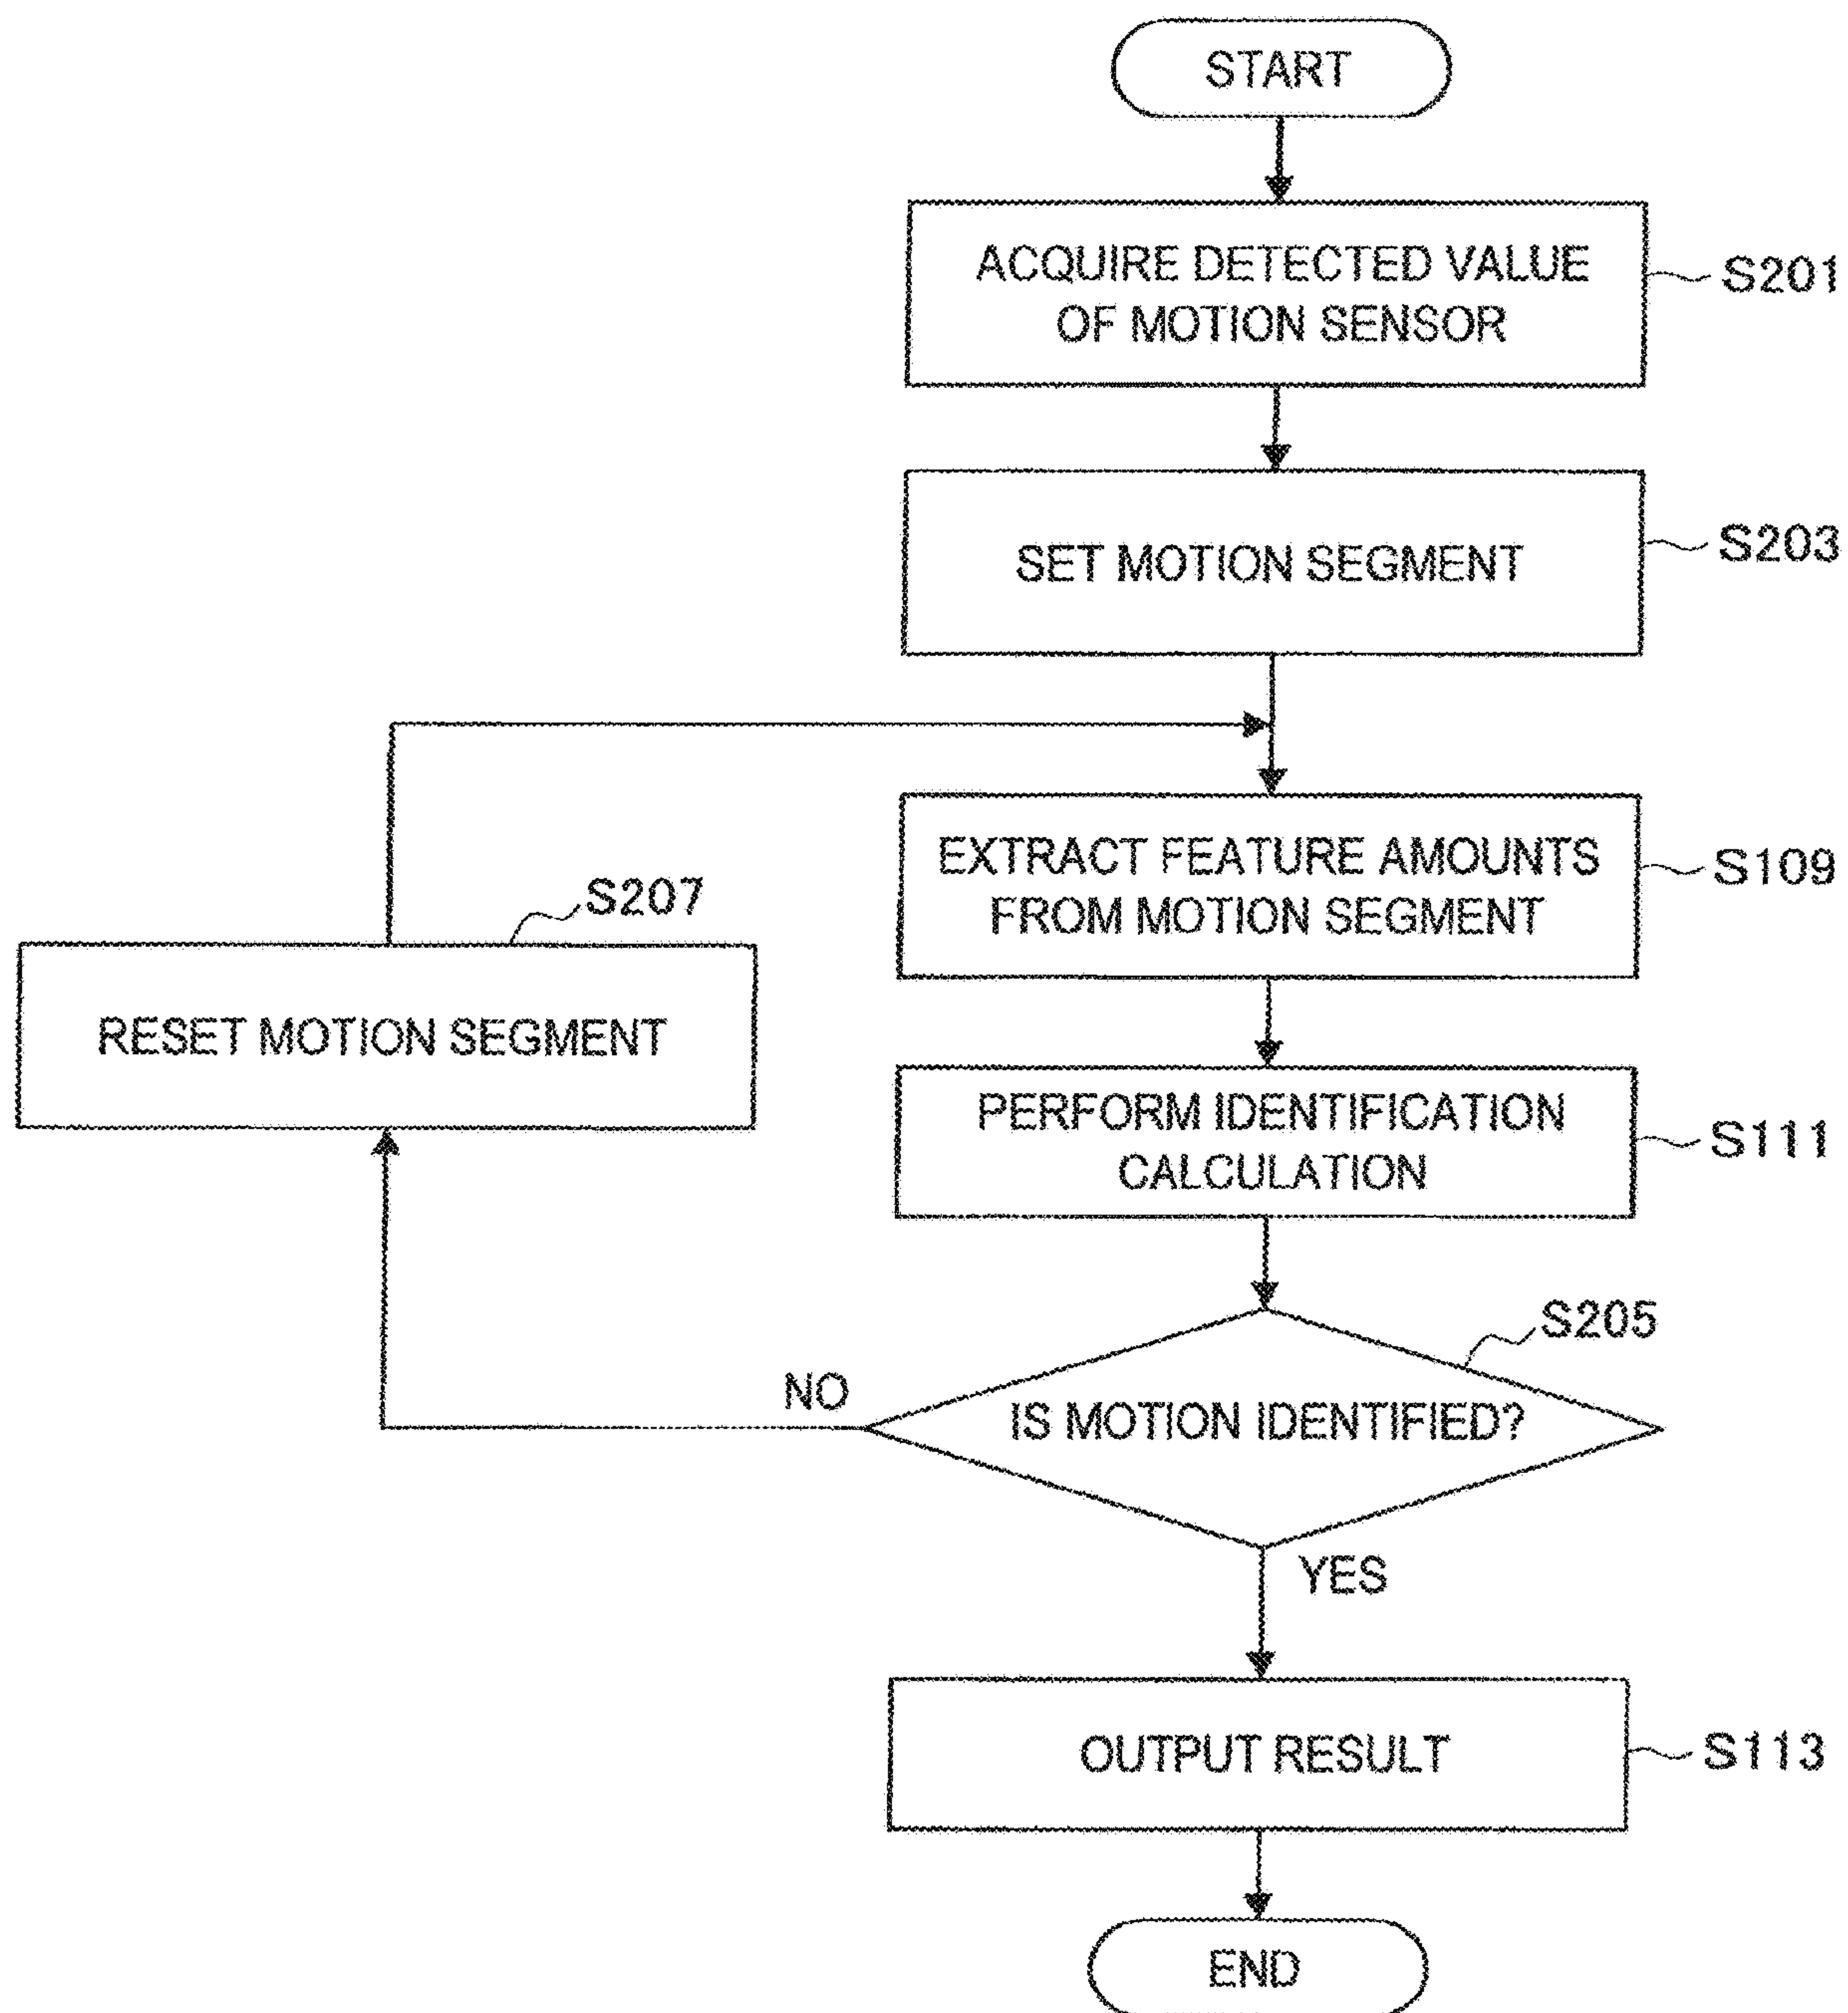 START
ACQUIRE DETECTED VALUE
OF MOTION SENSOR
S201
SET MOTION SEGMENT
S203
EXTRACT FEATURE AMOUNTS
FROM MOTION SEGMENT
S109
S207
RESET MOTION SEGMENT
PERFORM IDENTIFICATION
CALCULATION
S111
S205
NO
IS MOTION IDENTIFIED?
YES
OUTPUT RESULT
S113
END